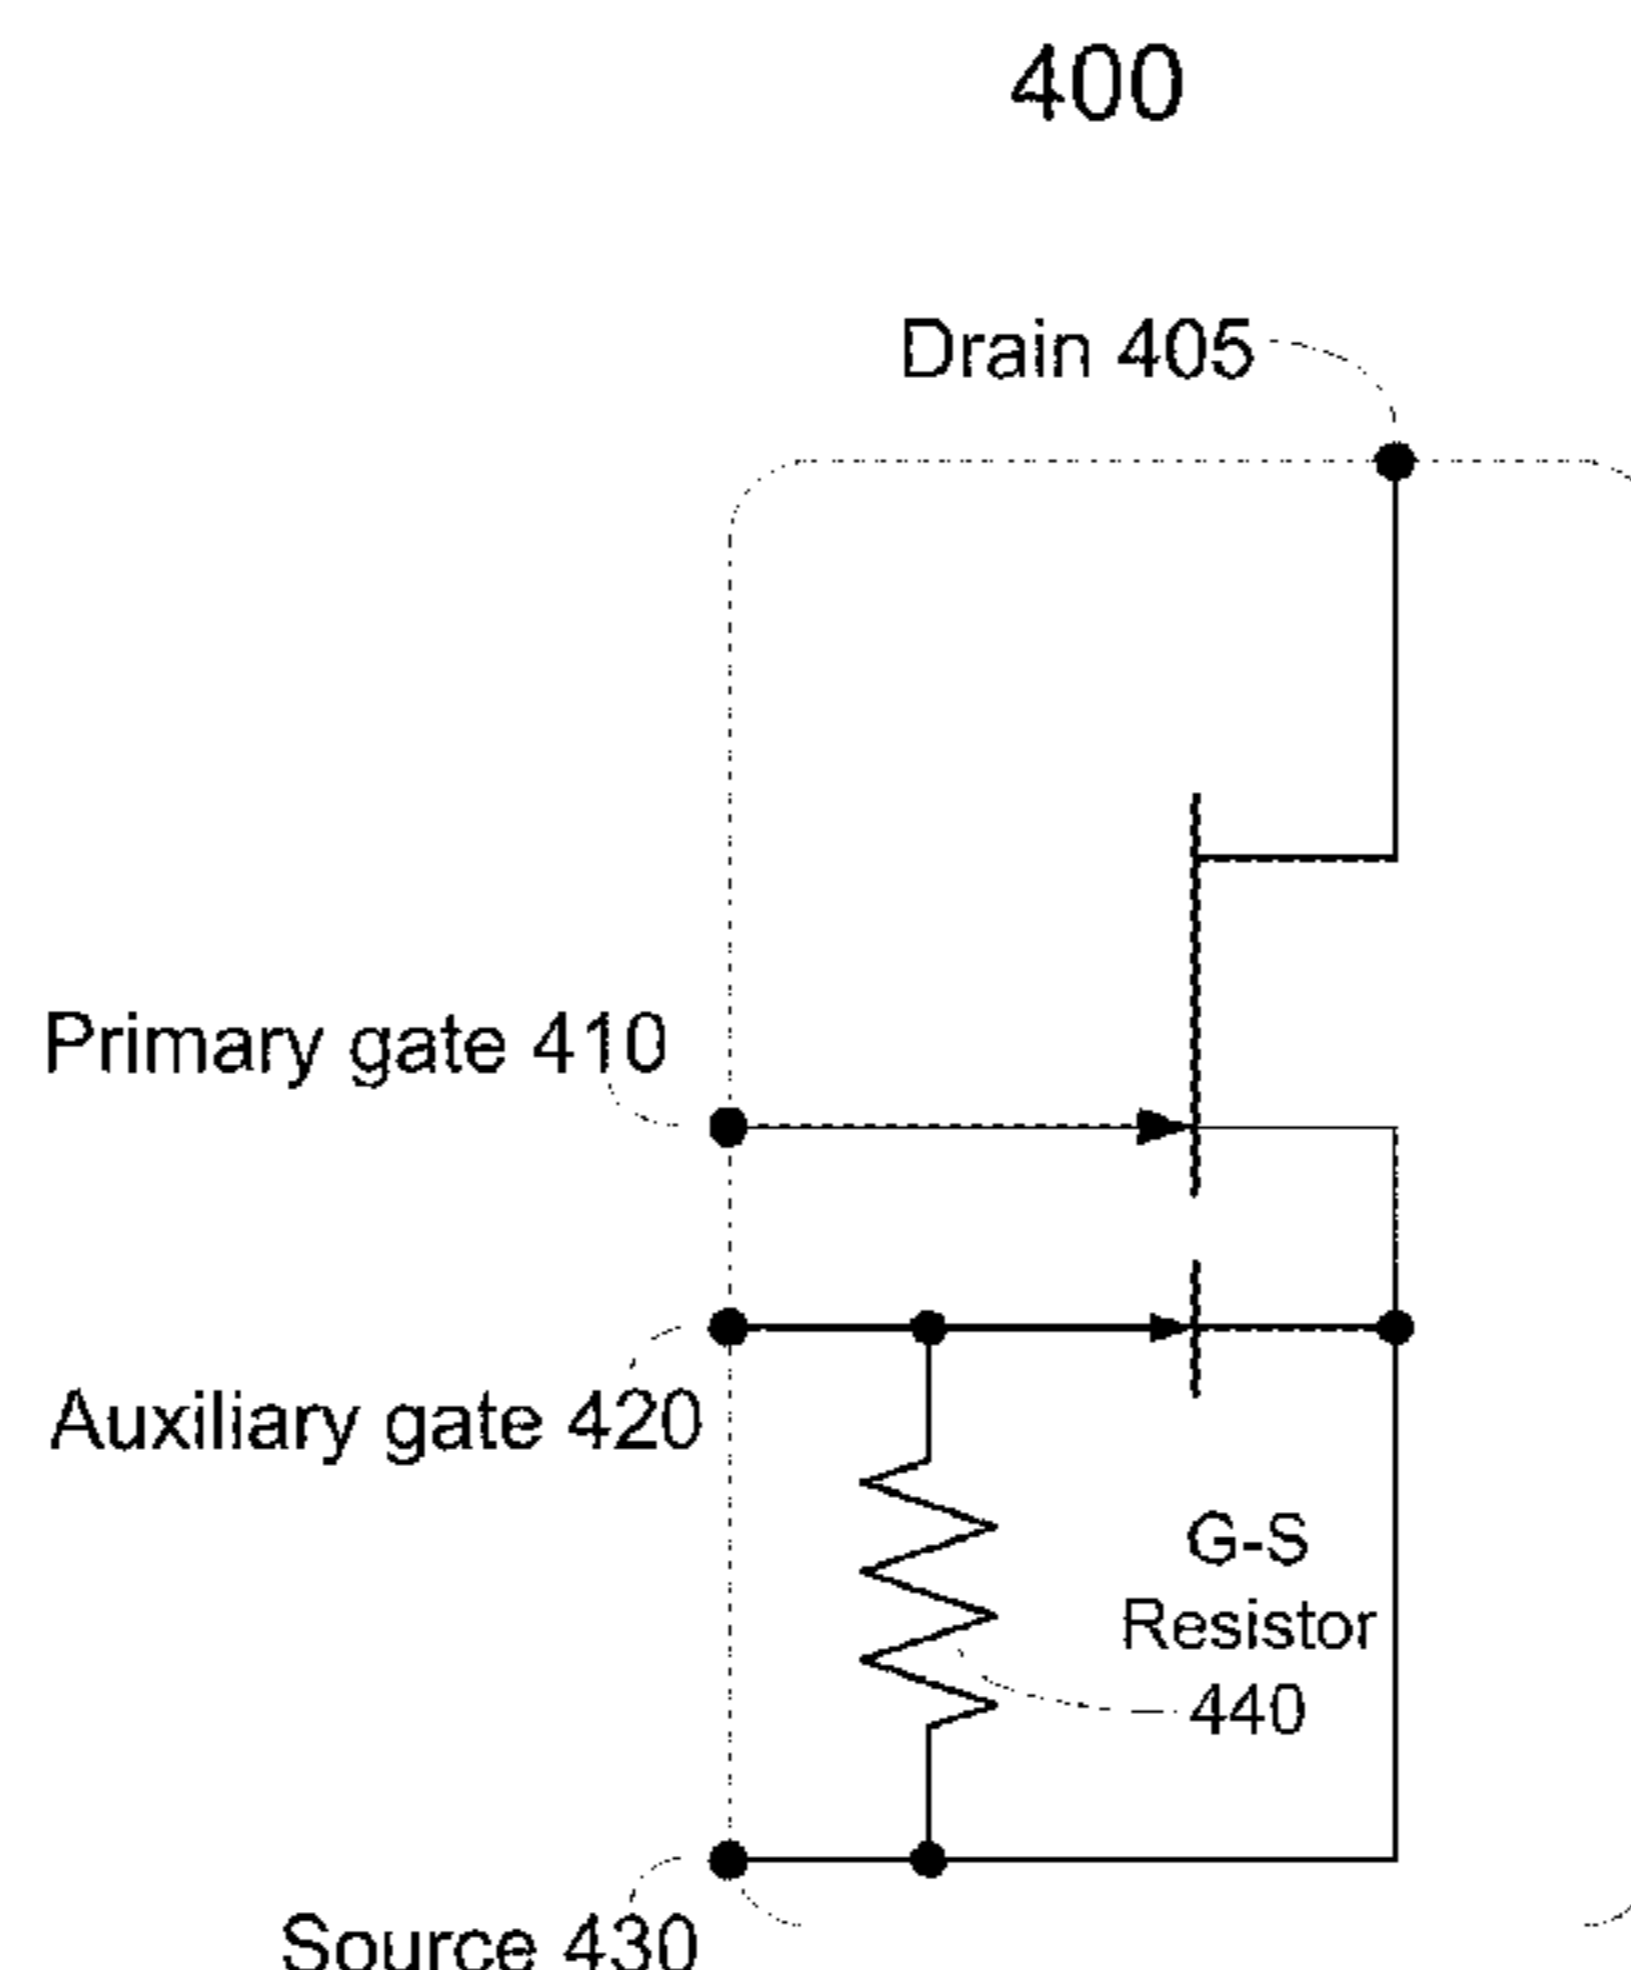 400
Drain 405
Primary gate 410
Auxiliary gate 420
G-S
Resistor
440
Source 430